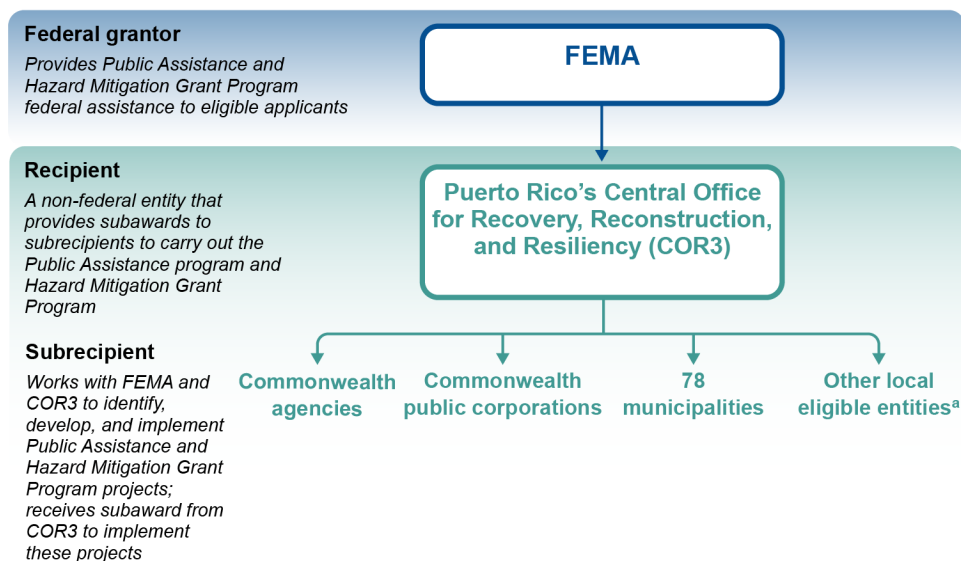 Federal grantor
Provides Public Assistance and
Hazard Mitigation Grant Program
federal assistance to eligible applicants
FEMA
Recipient
A non-federal entity that
provides subawards to
subrecipients to carry out the
Public Assistance program and
Hazard Mitigation Grant
Program
Puerto Rico’s Central Office
for Recovery, Reconstruction,
and Resiliency (COR3)
Subrecipient
Works with FEMA and
COR3 to identify,
develop, and implement
Public Assistance and
Hazard Mitigation Grant
Program projects;
receives subaward from
COR3 to implement
these projects
Commonwealth
agencies
Commonwealth
public corporations
78
municipalities
Other local
eligible entitiesᵃ